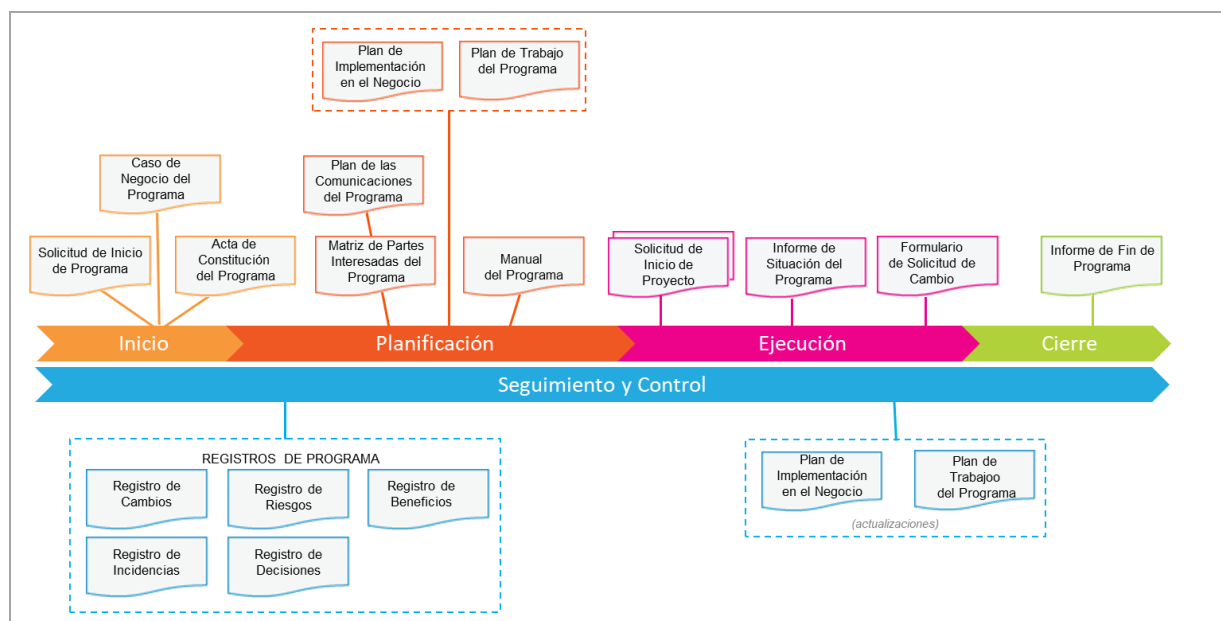 Plan de
Implementación
en el Negocio
Plan de Trabajo
del Programa
Caso de
Negocio del
Programa
Plan de las
Comunicaciones
del Programa
Solicitud de Inicio
de Programa
Acta de
Constitución
del Programa
Matriz de Partes
Interesadas del
Programa
Manual
del Programa
Solicitud de
Inicio de
Proyecto
Informe de
Situación del
Programa
Formulario
de Solicitud de
Cambio
Informe de Fin de
Programa
Inicio
Planificación
Ejecución
Cierre
Seguimiento y Control
REGISTROS DE PROGRAMA
Registro de
Cambios
Registro de
Riesgos
Registro de
Beneficios
Registro de
Incidencias
Registro de
Decisiones
Plan de
Implementación
en el Negocio
Plan de
Trabajoo
del Programa
(actualizaciones)